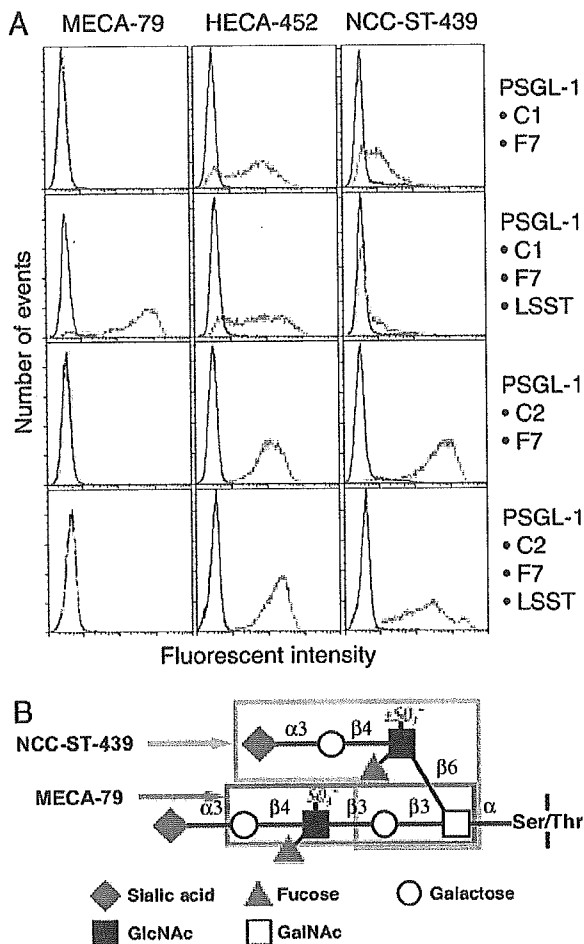 A
MECA-79 HECA-452 NCC-ST-439
Number of events
PSGL-1
• C1
• F7
PSGL-1
• C1
• F7
• LSST
PSGL-1
• C2
• F7
PSGL-1
• C2
• F7
• LSST
Fluorescent intensity
B
NCC-ST-439
α3 β4
β6
MECA-79
α3 β4 β3 β3 α
Ser/Thr
Sialic acid Fucose Galactose
GlcNAc GalNAc